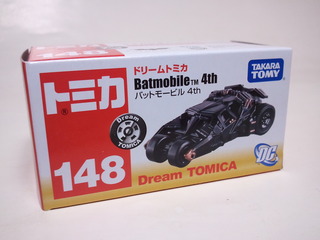 トミカ
®
ドリームトミカ
Batmobile™ 4th
バットモービル 4th
TAKARA
TOMY
Dream
TOMICA
148
Dream TOMICA
DC